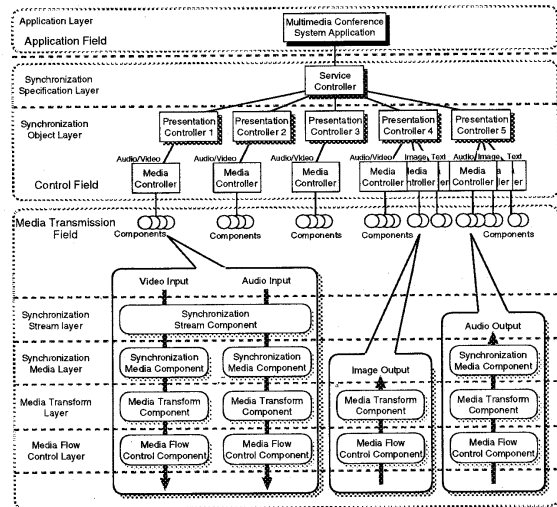 Application Layer
Application Field
Multimedia Conference
System Application
Synchronization
Specification Layer
Service
Controller
Synchronization
Object Layer
Presentation
Controller 1
Presentation
Controller 2
Presentation
Controller 3
Presentation
Controller 4
Presentation
Controller 5
Audio/Video
Audio/Video
Audio/Video
Audio/Video
Image
Text
Audio
Image
Text
Control Field
Media
Controller
Media
Controller
Media
Controller
Media
Controller
Media
Media
Controller
Media Transmission
Field
Components
Components
Components
Components
Components
Video Input
Audio Input
Synchronization
Stream layer
Synchronization
Stream Component
Audio Output
Synchronization
Media Layer
Synchronization
Media Component
Synchronization
Media Component
Image Output
Synchronization
Media Component
Media Transform
Layer
Media Transform
Component
Media Transform
Component
Media Transform
Component
Media Transform
Component
Media Flow
Control Layer
Media Flow
Control Component
Media Flow
Control Component
Media Flow
Control Component
Media Flow
Control Component